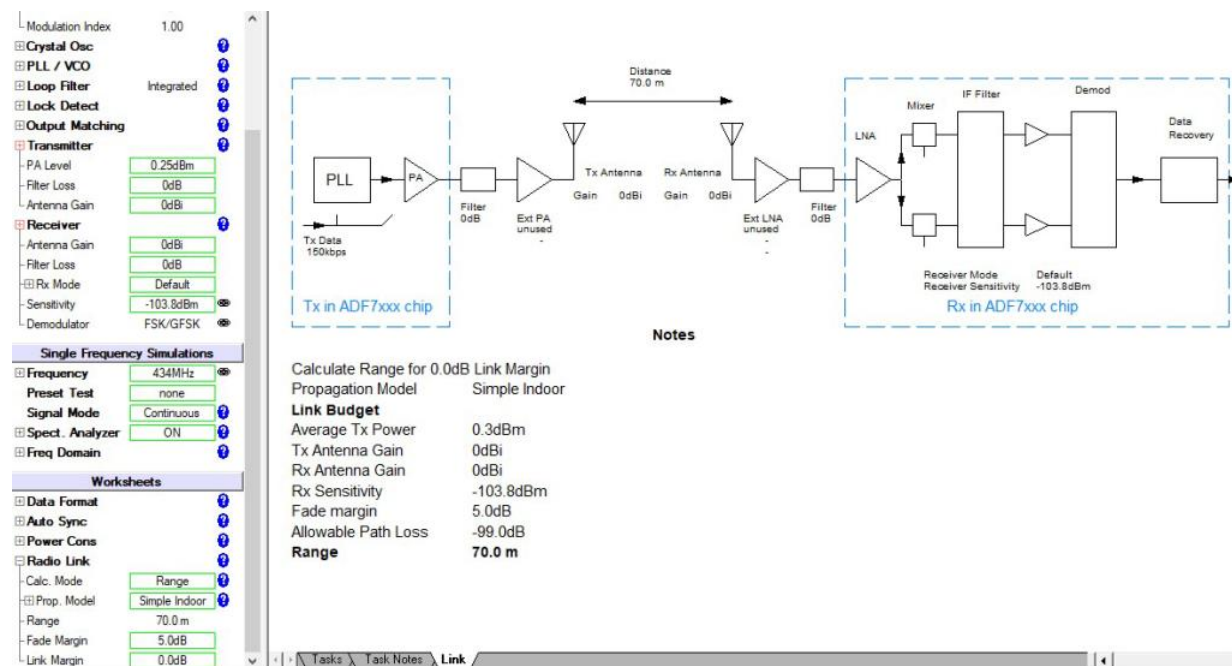 Modulation Index 1.00
Crystal Osc
PLL / VCO
Loop Filter Integrated
Lock Detect
Output Matching
Transmitter
PA Level 0.25dBm
Filter Loss 0dB
Antenna Gain 0dBi
Receiver
Antenna Gain 0dBi
Filter Loss 0dB
Rx Mode Default
Sensitivity -103.8dBm
Demodulator FSK/GFSK
Single Frequency Simulations
Frequency 434MHz
Preset Test none
Signal Mode Continuous
Spect. Analyzer ON
Freq Domain
Worksheets
Data Format
Auto Sync
Power Cons
Radio Link
Calc. Mode Range
Prop. Model Simple Indoor
Range 70.0 m
Fade Margin 5.0dB
Link Margin 0.0dB
Distance
70.0 m
PLL
PA
Tx Data
150kbps
Filter
0dB
Ext PA
unused
-
Tx Antenna
Gain 0dBi
Rx Antenna
Gain 0dBi
Ext LNA
unused
-
Filter
0dB
LNA
Mixer
IF Filter
Demod
Data
Recovery
Receiver Mode Default
Receiver Sensitivity -103.8dBm
Tx in ADF7xxx chip
Rx in ADF7xxx chip
Notes
Calculate Range for 0.0dB Link Margin
Propagation Model Simple Indoor
Link Budget
Average Tx Power 0.3dBm
Tx Antenna Gain 0dBi
Rx Antenna Gain 0dBi
Rx Sensitivity -103.8dBm
Fade margin 5.0dB
Allowable Path Loss -99.0dB
Range 70.0 m
Tasks Task Notes Link